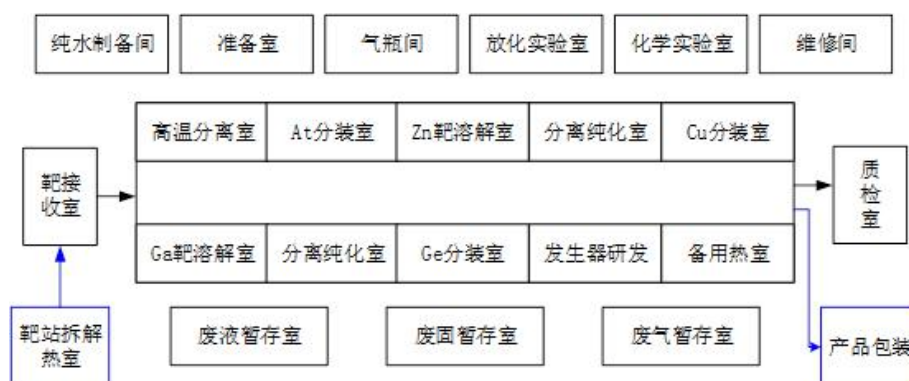 纯水制备间
准备室
气瓶间
放化实验室
化学实验室
维修间
高温分离室
At分装室
Zn靶溶解室
分离纯化室
Cu分装室
靶接
收室
质
检
室
Ga靶溶解室
分离纯化室
Ge分装室
发生器研发
备用热室
靶站拆解
热室
废液暂存室
废固暂存室
废气暂存室
产品包装